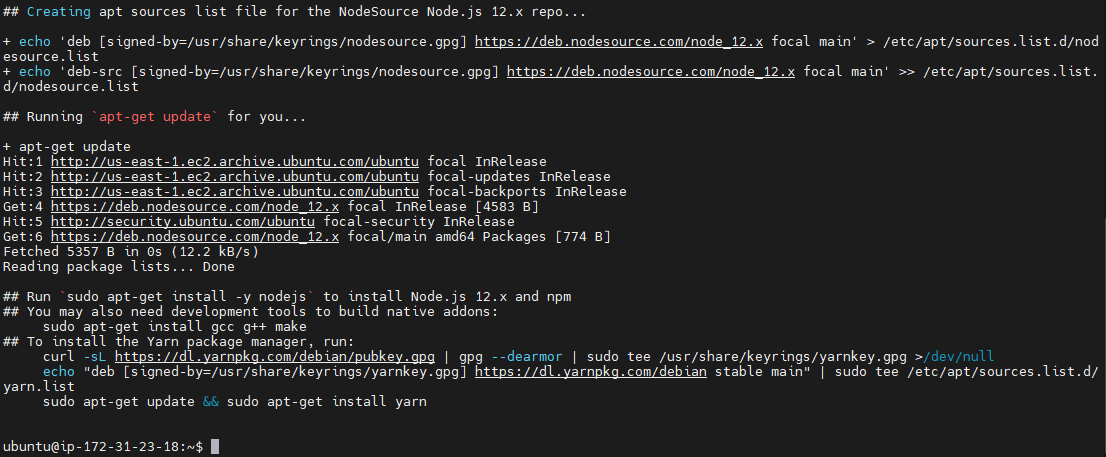 ## Creating apt sources list file for the NodeSource Node.js 12.x repo...
+ echo 'deb [signed-by=/usr/share/keyrings/nodesource.gpg] https://deb.nodesource.com/node_12.x focal main' > /etc/apt/sources.list.d/nod
esource.list
+ echo 'deb-src [signed-by=/usr/share/keyrings/nodesource.gpg] https://deb.nodesource.com/node_12.x focal main' >> /etc/apt/sources.list.
d/nodesource.list
## Running `apt-get update` for you...
+ apt-get update
Hit:1 http://us-east-1.ec2.archive.ubuntu.com/ubuntu focal InRelease
Hit:2 http://us-east-1.ec2.archive.ubuntu.com/ubuntu focal-updates InRelease
Hit:3 http://us-east-1.ec2.archive.ubuntu.com/ubuntu focal-backports InRelease
Get:4 https://deb.nodesource.com/node_12.x focal InRelease [4583 B]
Hit:5 http://security.ubuntu.com/ubuntu focal-security InRelease
Get:6 https://deb.nodesource.com/node_12.x focal/main amd64 Packages [774 B]
Fetched 5357 B in 0s (12.2 kB/s)
Reading package lists... Done
## Run `sudo apt-get install -y nodejs` to install Node.js 12.x and npm
## You may also need development tools to build native addons:
     sudo apt-get install gcc g++ make
## To install the Yarn package manager, run:
     curl -sL https://dl.yarnpkg.com/debian/pubkey.gpg | gpg --dearmor | sudo tee /usr/share/keyrings/yarnkey.gpg >/dev/null
     echo "deb [signed-by=/usr/share/keyrings/yarnkey.gpg] https://dl.yarnpkg.com/debian stable main" | sudo tee /etc/apt/sources.list.d/
yarn.list
     sudo apt-get update && sudo apt-get install yarn
ubuntu@ip-172-31-23-18:~$